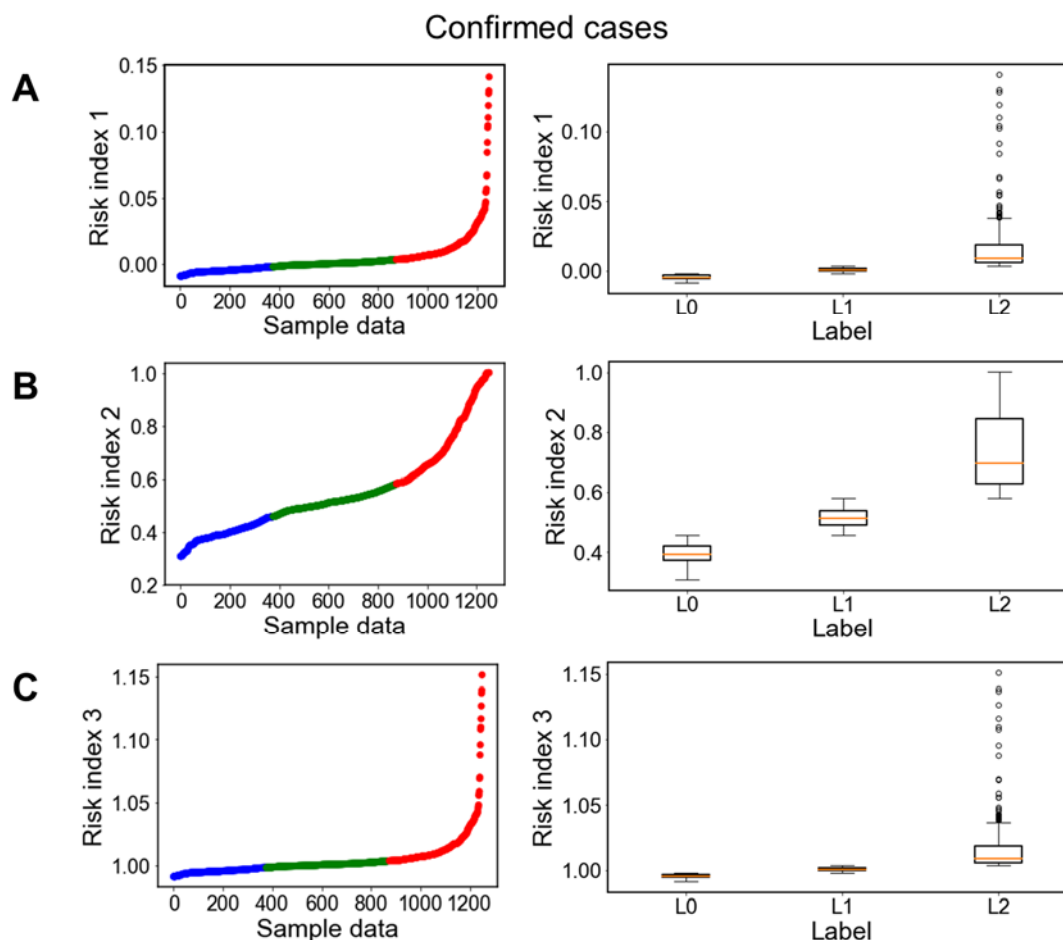 Confirmed cases
A
Risk index 1
0.15
0.10
0.05
0.00
0 200 400 600 800 1000 1200
Sample data
Risk index 1
0.10
0.05
0.00
L0 L1 L2
Label
B
Risk index 2
1.0
0.8
0.6
0.4
0.2
0 200 400 600 800 1000 1200
Sample data
Risk index 2
1.0
0.8
0.6
0.4
L0 L1 L2
Label
C
Risk index 3
1.15
1.10
1.05
1.00
0 200 400 600 800 1000 1200
Sample data
Risk index 3
1.15
1.10
1.05
1.00
L0 L1 L2
Label